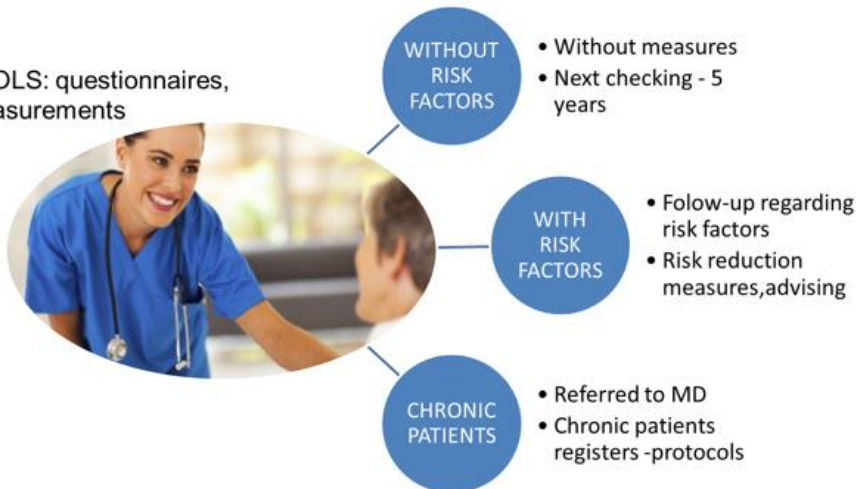 OLS: questionnaires,
asurements
WITHOUT
RISK
FACTORS
• Without measures
• Next checking - 5
years
WITH
RISK
FACTORS
• Folow-up regarding
risk factors
• Risk reduction
measures,advising
CHRONIC
PATIENTS
• Referred to MD
• Chronic patients
registers -protocols